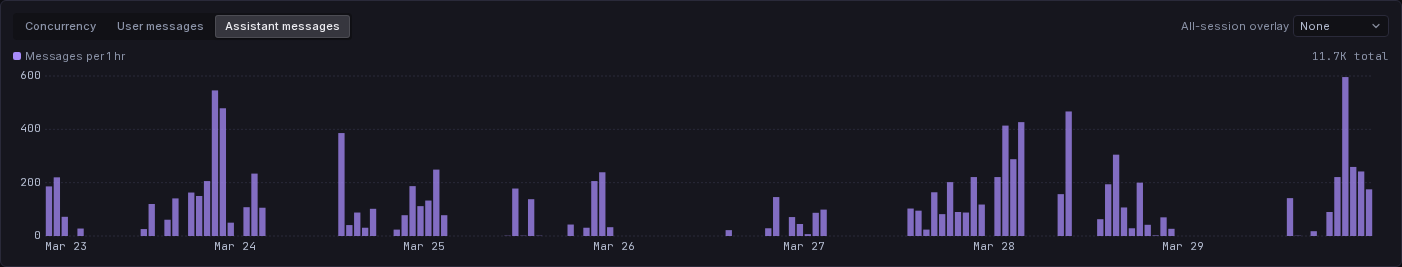 Concurrency User messages Assistant messages All-session overlay None
Messages per 1 hr 11.7K total
600
400
200
0
Mar 23 Mar 24 Mar 25 Mar 26 Mar 27 Mar 28 Mar 29